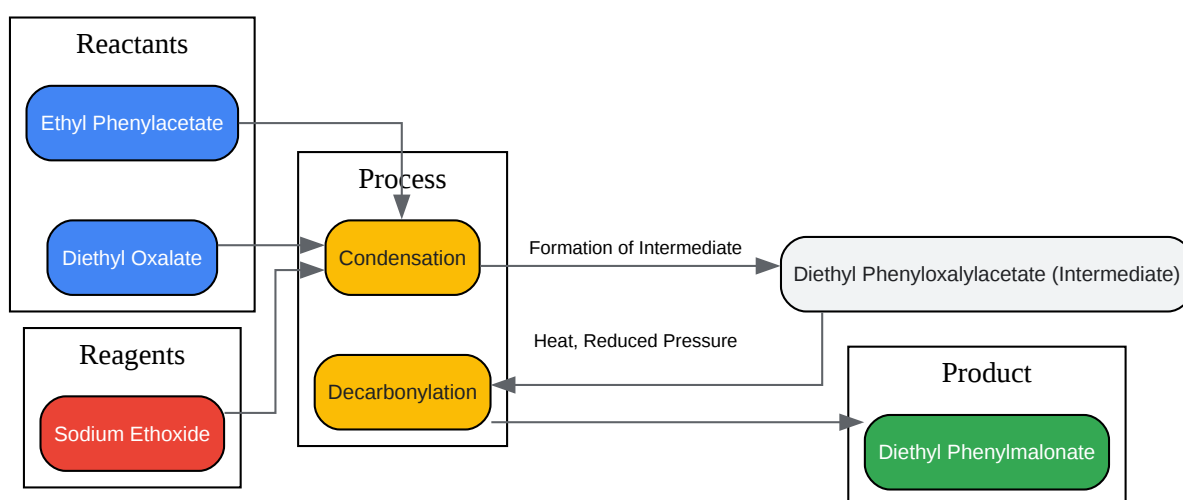 Reactants
Ethyl Phenylacetate
Diethyl Oxalate
Reagents
Sodium Ethoxide
Process
Condensation
Decarbonylation
Formation of Intermediate
Heat, Reduced Pressure
Diethyl Phenyloxalylacetate (Intermediate)
Product
Diethyl Phenylmalonate